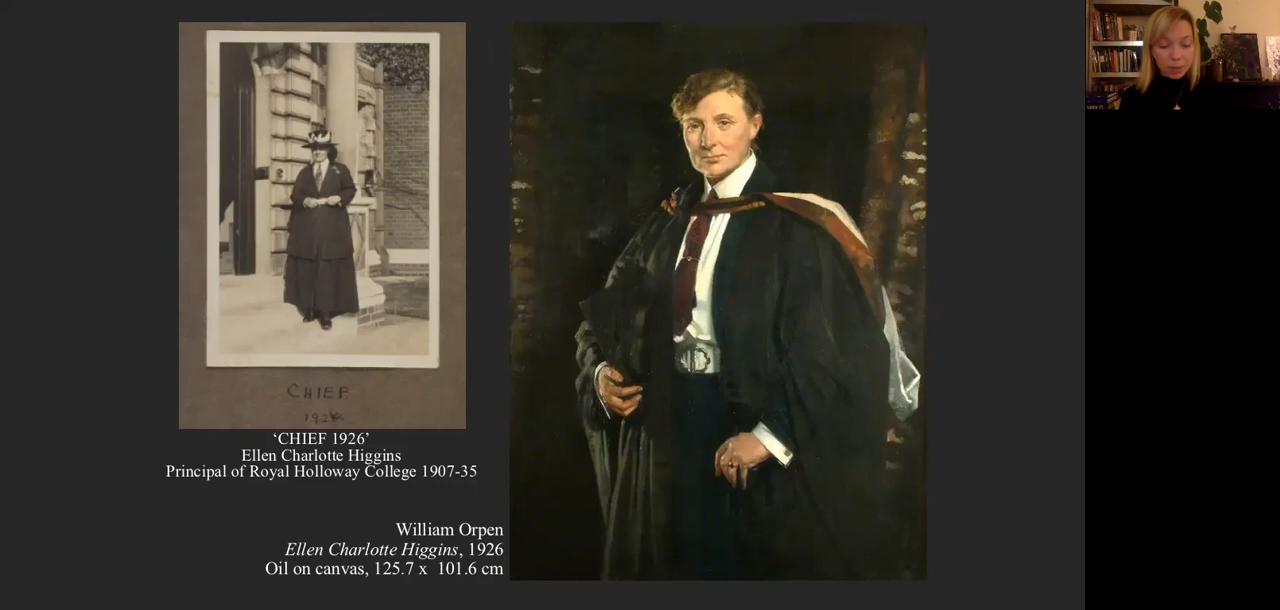 CHIEF
192
‘CHIEF 1926’
Ellen Charlotte Higgins
Principal of Royal Holloway College 1907-35
William Orpen
Ellen Charlotte Higgins, 1926
Oil on canvas, 125.7 x 101.6 cm